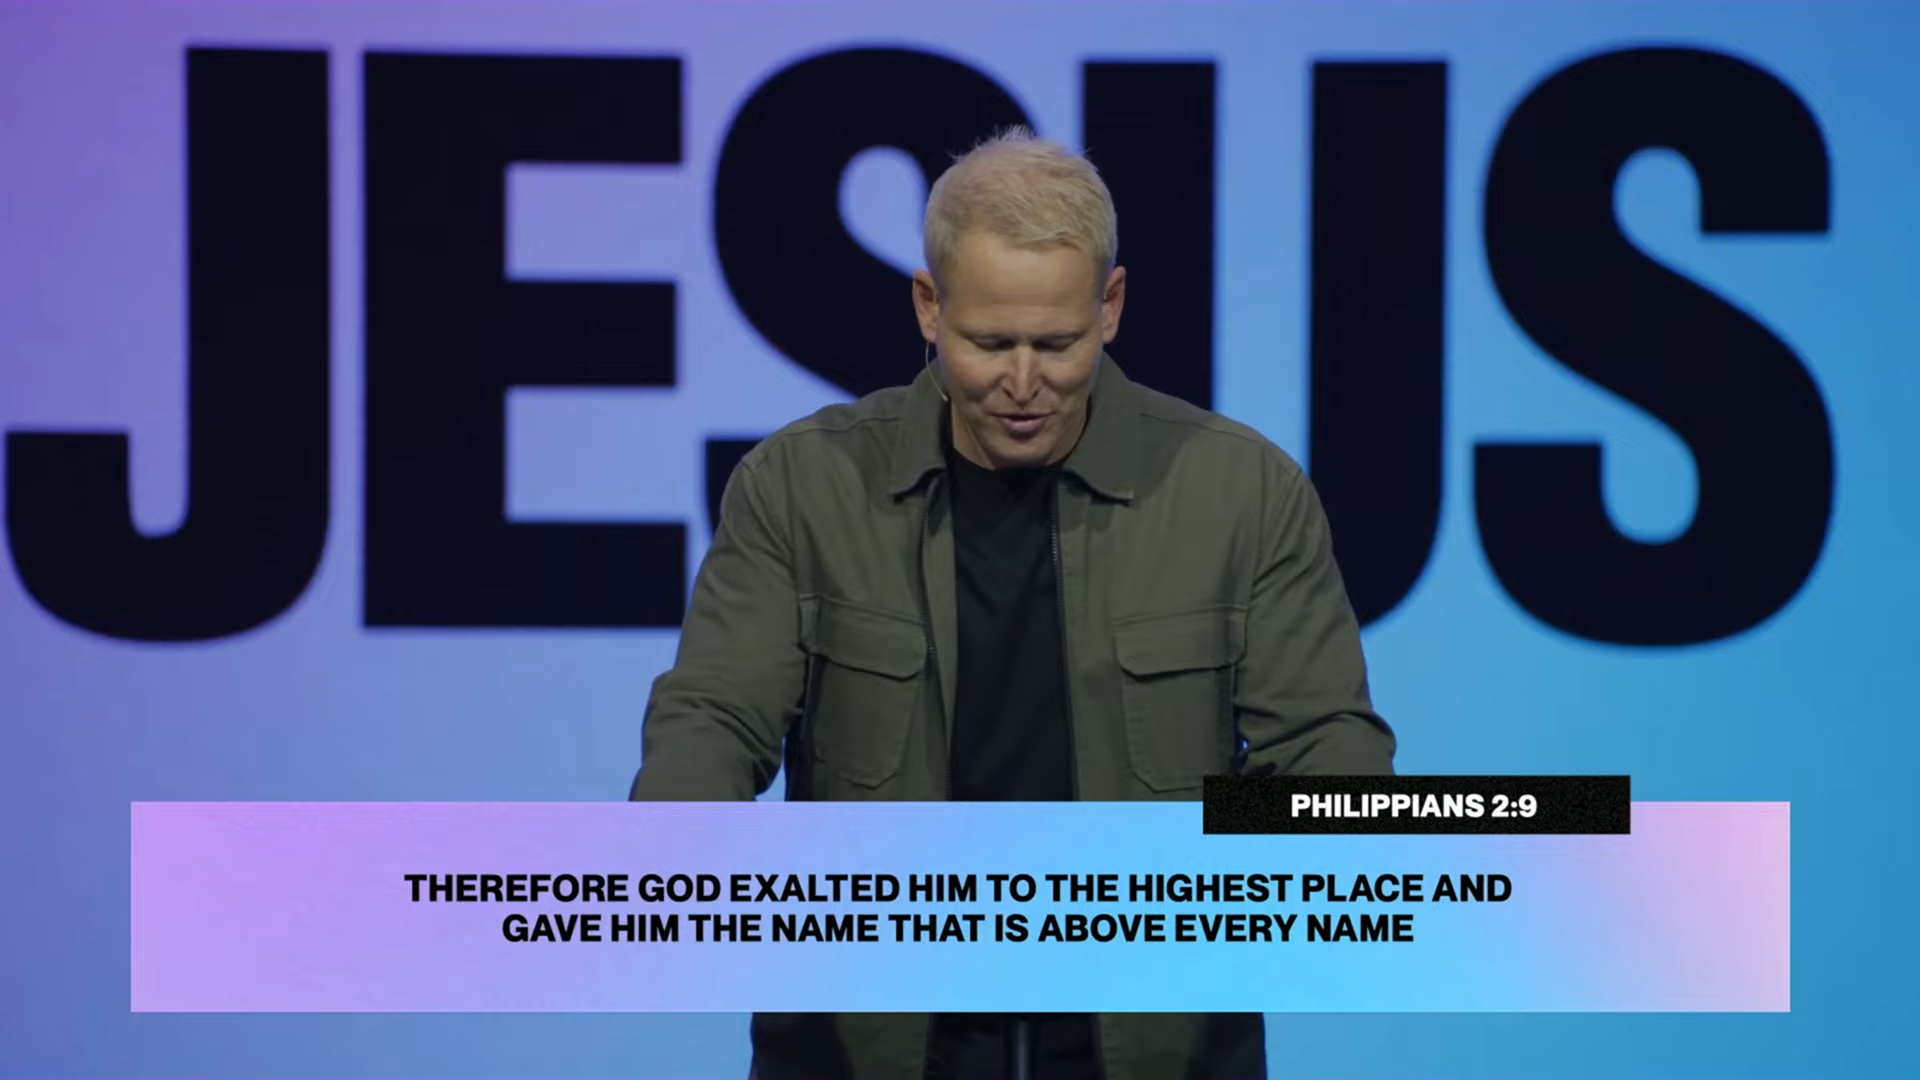 JESUS
PHILIPPIANS 2:9
THEREFORE GOD EXALTED HIM TO THE HIGHEST PLACE AND
GAVE HIM THE NAME THAT IS ABOVE EVERY NAME